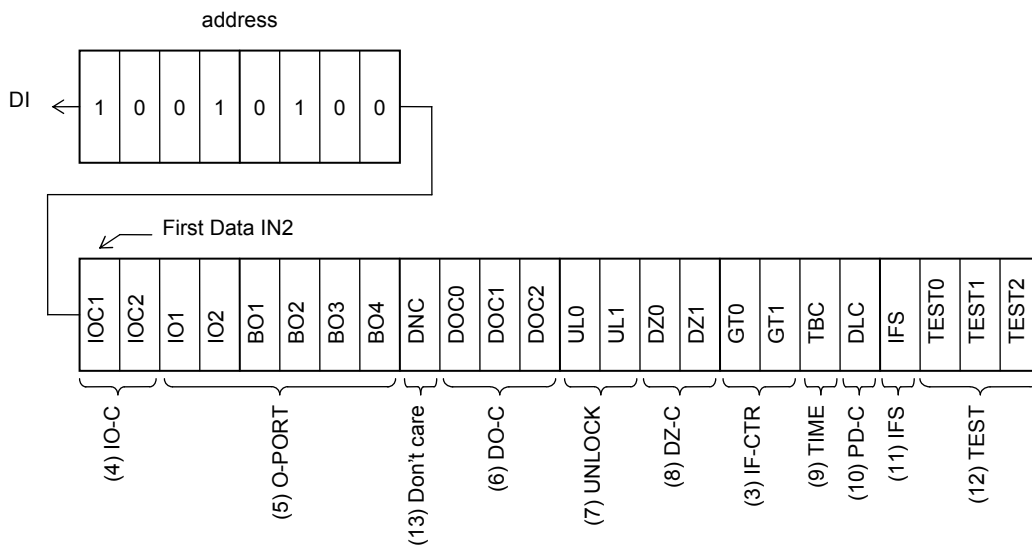 address
DI
1 0 0 1 0 1 0 0
First Data IN2
IOC1 IOC2 IO1 IO2 BO1 BO2 BO3 BO4 DNC DOC0 DOC1 DOC2 UL0 UL1 DZ0 DZ1 GT0 GT1 TBC DLC IFS TEST0 TEST1 TEST2
(4) IO-C
(5) O-PORT
(13) Don't care
(6) DO-C
(7) UNLOCK
(8) DZ-C
(3) IF-CTR
(9) TIME
(10) PD-C
(11) IFS
(12) TEST